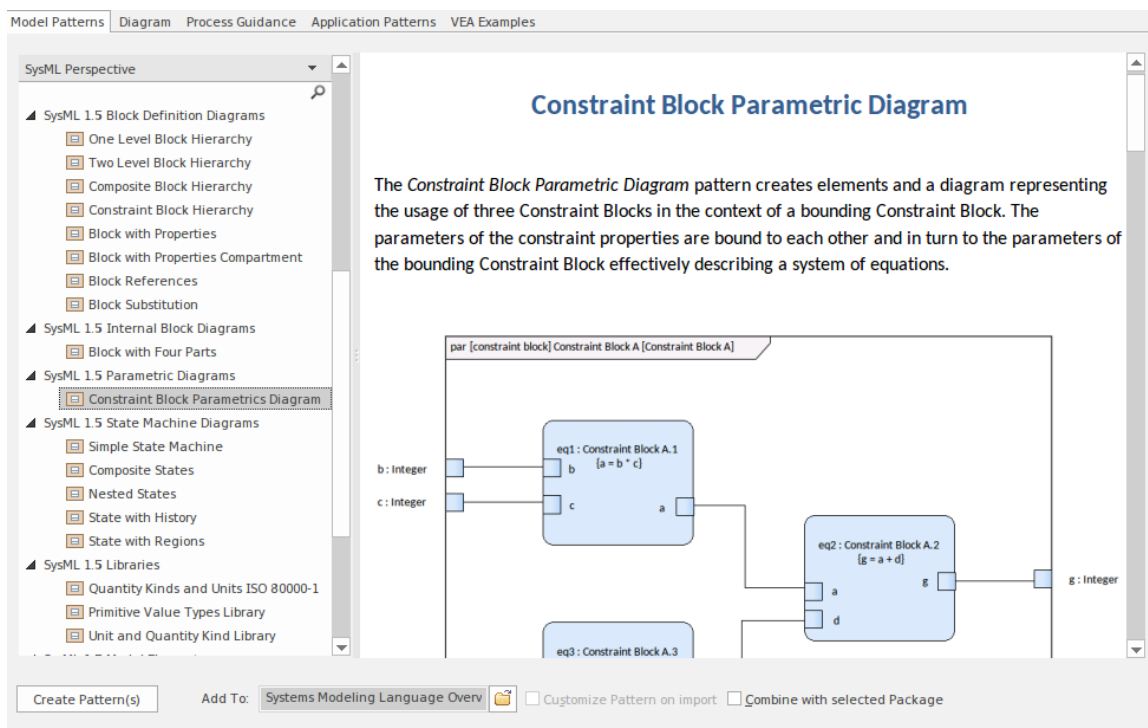 Model Patterns Diagram Process Guidance Application Patterns VEA Examples
SysML Perspective
SysML 1.5 Block Definition Diagrams
One Level Block Hierarchy
Two Level Block Hierarchy
Composite Block Hierarchy
Constraint Block Hierarchy
Block with Properties
Block with Properties Compartment
Block References
Block Substitution
SysML 1.5 Internal Block Diagrams
Block with Four Parts
SysML 1.5 Parametric Diagrams
Constraint Block Parametrics Diagram
SysML 1.5 State Machine Diagrams
Simple State Machine
Composite States
Nested States
State with History
State with Regions
SysML 1.5 Libraries
Quantity Kinds and Units ISO 80000-1
Primitive Value Types Library
Unit and Quantity Kind Library
Constraint Block Parametric Diagram
The Constraint Block Parametric Diagram pattern creates elements and a diagram representing
the usage of three Constraint Blocks in the context of a bounding Constraint Block. The
parameters of the constraint properties are bound to each other and in turn to the parameters of
the bounding Constraint Block effectively describing a system of equations.
par [constraint block] Constraint Block A [Constraint Block A]
eq1 : Constraint Block A.1
{a = b * c}
b : Integer
b
c : Integer
c
a
eq2 : Constraint Block A.2
{g = a + d}
g
g : Integer
a
d
eq3 : Constraint Block A.3
Create Pattern(s) Add To: Systems Modeling Language Overv Customize Pattern on import Combine with selected Package